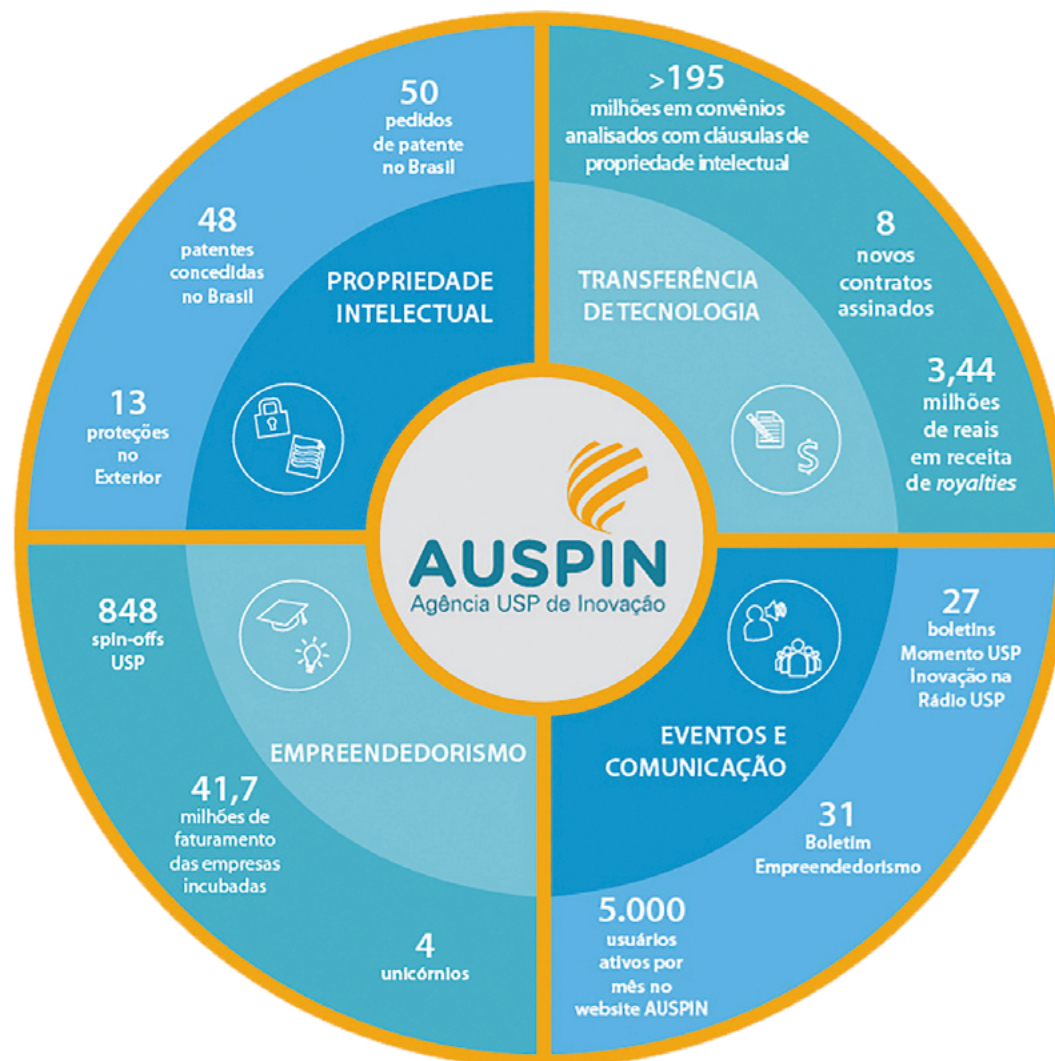 50
pedidos
de patente
no Brasil
48
patentes
concedidas
no Brasil
13
proteções
no
Exterior
PROPRIEDADE
INTELECTUAL
>195
milhões em convênios
analisados com cláusulas de
propriedade intelectual
8
novos
contratos
assinados
3,44
milhões
de reais
em receita
de royalties
TRANSFERÊNCIA
DE TECNOLOGIA
$
AUSPIN
Agência USP de Inovação
848
spin-offs
USP
41,7
milhões de
faturamento
das empresas
incubadas
4
unicórnios
EMPREENDEDORISMO
EVENTOS E
COMUNICAÇÃO
27
boletins
Momento USP
Inovação na
Rádio USP
31
Boletim
Empreendedorismo
5.000
usuários
ativos por
mês no
website AUSPIN